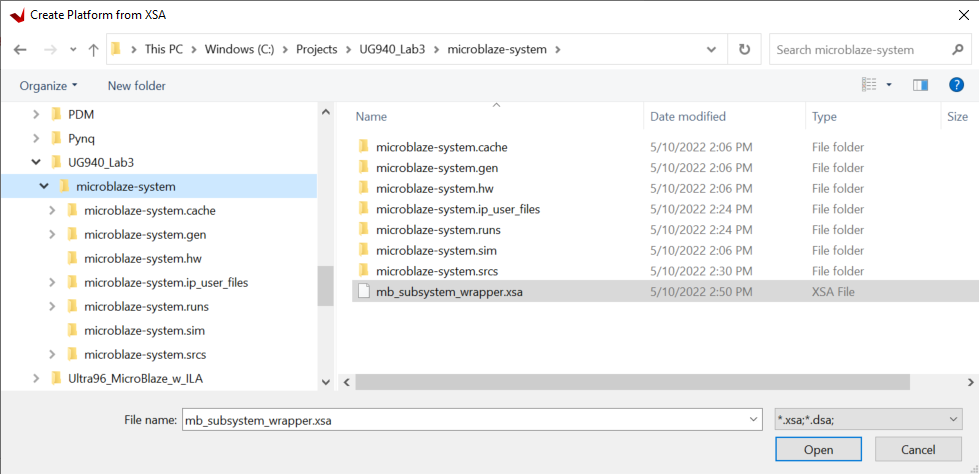 Create Platform from XSA
This PC > Windows (C:) > Projects > UG940_Lab3 > microblaze-system >
Search microblaze-system
Organize
New folder
PDM
Pynq
UG940_Lab3
microblaze-system
microblaze-system.cache
microblaze-system.gen
microblaze-system.hw
microblaze-system.ip_user_files
microblaze-system.runs
microblaze-system.sim
microblaze-system.srcs
Ultra96_MicroBlaze_w_ILA
Name Date modified Type Size
microblaze-system.cache 5/10/2022 2:06 PM File folder
microblaze-system.gen 5/10/2022 2:06 PM File folder
microblaze-system.hw 5/10/2022 2:06 PM File folder
microblaze-system.ip_user_files 5/10/2022 2:24 PM File folder
microblaze-system.runs 5/10/2022 2:24 PM File folder
microblaze-system.sim 5/10/2022 2:06 PM File folder
microblaze-system.srcs 5/10/2022 2:30 PM File folder
mb_subsystem_wrapper.xsa 5/10/2022 2:50 PM XSA File
File name: mb_subsystem_wrapper.xsa
*.xsa;*.dsa;
Open
Cancel